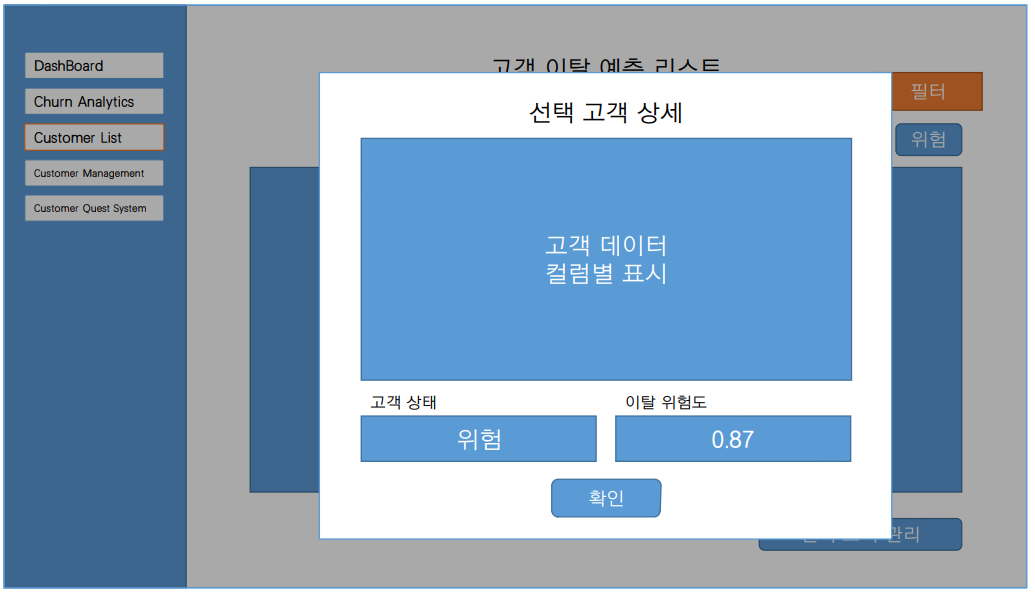 DashBoard
Churn Analytics
Customer List
Customer Management
Customer Quest System
고객 이탈 예측 리스트
필터
위험
선택 고객 상세
고객 데이터
컬럼별 표시
고객 상태
이탈 위험도
위험
0.87
확인
관리